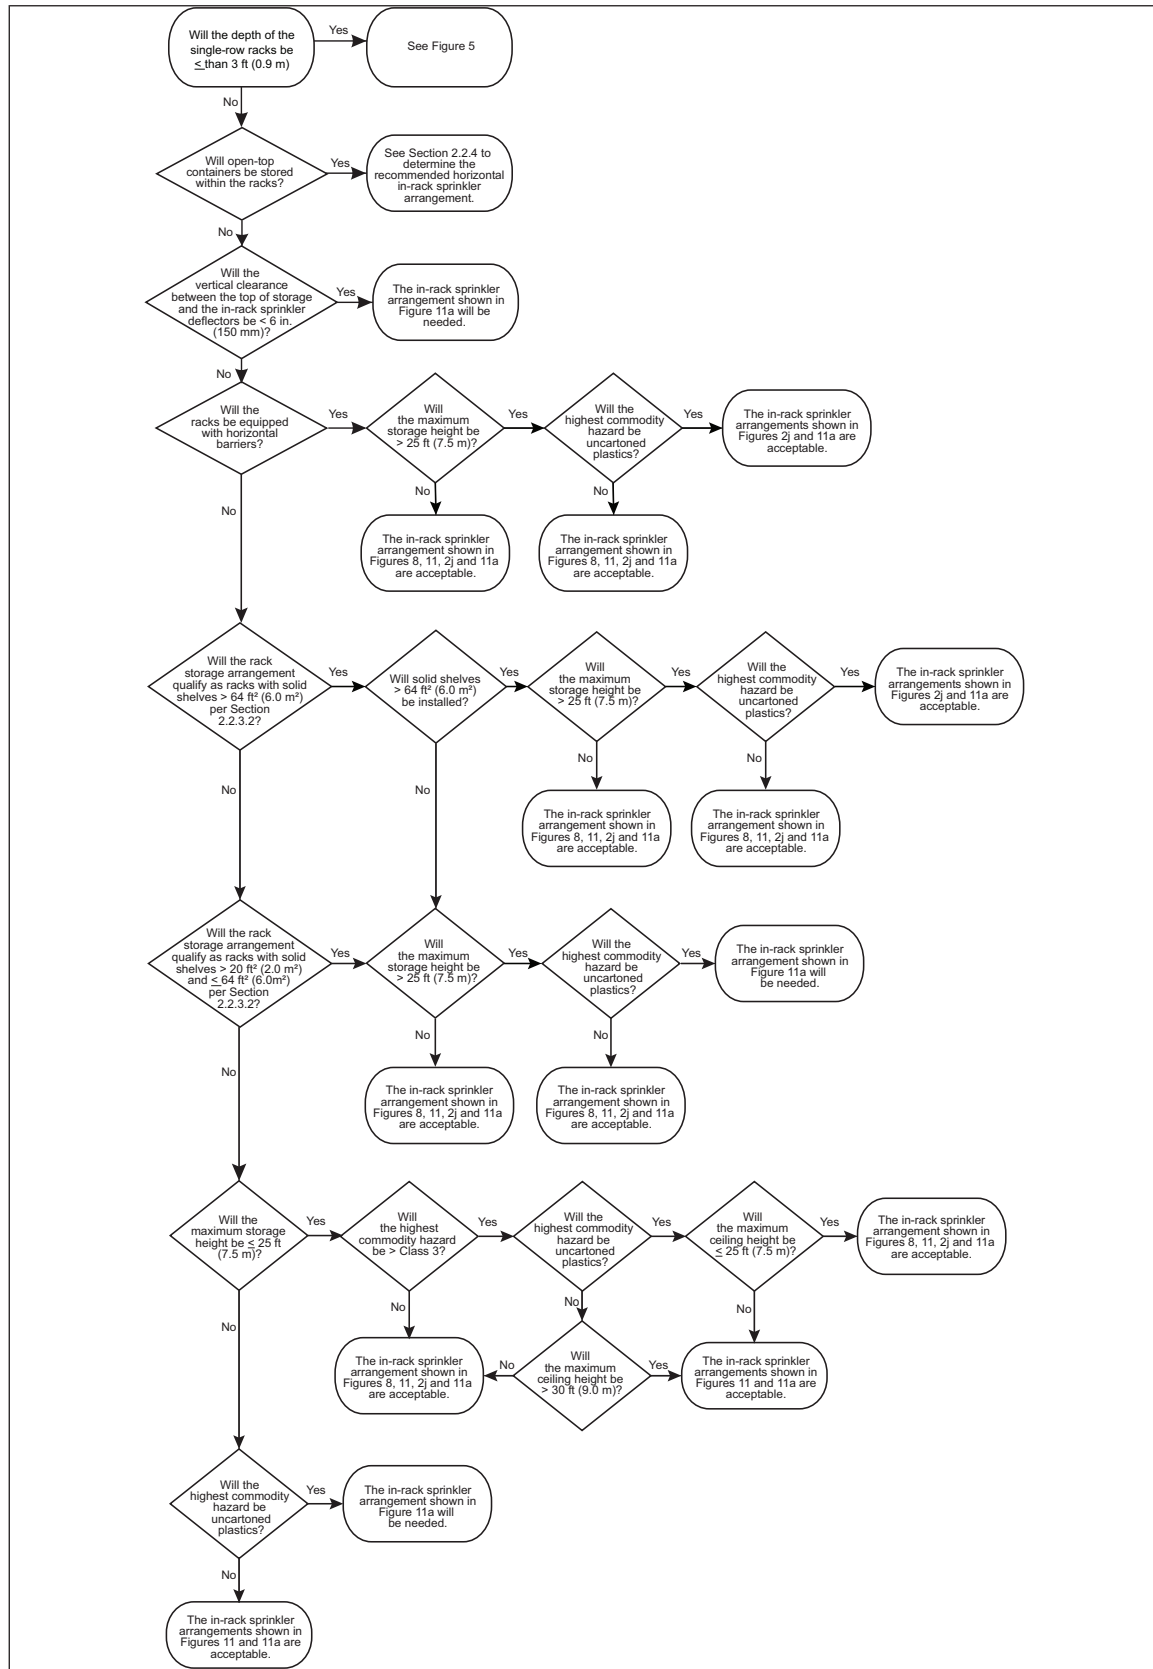 Will the depth of the
single-row racks be
≤ than 3 ft (0.9 m)
Yes
See Figure 5
No
Will open-top
containers be stored
within the racks?
Yes
See Section 2.2.4 to
determine the
recommended horizontal
in-rack sprinkler
arrangement.
No
Will the
vertical clearance
between the top of storage
and the in-rack sprinkler
deflectors be < 6 in.
(150 mm)?
Yes
The in-rack sprinkler
arrangement shown in
Figure 11a will be
needed.
No
Will the
racks be equipped
with horizontal
barriers?
Yes
Will
the maximum
storage height be
> 25 ft (7.5 m)?
Yes
Will the
highest commodity
hazard be
uncartoned
plastics?
Yes
The in-rack sprinkler
arrangements shown in
Figures 2j and 11a are
acceptable.
No
No
No
The in-rack sprinkler
arrangement shown in
Figures 8, 11, 2j and 11a
are acceptable.
The in-rack sprinkler
arrangement shown in
Figures 8, 11, 2j and 11a
are acceptable.
Will the rack
storage arrangement
qualify as racks with solid
shelves > 64 ft² (6.0 m²)
per Section
2.2.3.2?
Yes
Will solid shelves
> 64 ft² (6.0 m²)
be installed?
Yes
Will
the maximum
storage height be
> 25 ft (7.5 m)?
Yes
Will the
highest commodity
hazard be
uncartoned
plastics?
Yes
The in-rack sprinkler
arrangements shown in
Figures 2j and 11a are
acceptable.
No
No
No
No
The in-rack sprinkler
arrangement shown in
Figures 8, 11, 2j and 11a
are acceptable.
The in-rack sprinkler
arrangement shown in
Figures 8, 11, 2j and 11a
are acceptable.
Will the rack
storage arrangement
qualify as racks with solid
shelves > 20 ft² (2.0 m²)
and ≤ 64 ft² (6.0m²)
per Section
2.2.3.2?
Yes
Will
the maximum
storage height be
> 25 ft (7.5 m)?
Yes
Will the
highest commodity
hazard be
uncartoned
plastics?
Yes
The in-rack sprinkler
arrangement shown in
Figure 11a will
be needed.
No
No
No
The in-rack sprinkler
arrangement shown in
Figures 8, 11, 2j and 11a
are acceptable.
The in-rack sprinkler
arrangement shown in
Figures 8, 11, 2j and 11a
are acceptable.
Will the
maximum storage
height be ≤ 25 ft
(7.5 m)?
Yes
Will
the highest
commodity hazard
be > Class 3?
Yes
Will the
highest commodity
hazard be
uncartoned
plastics?
Yes
Will
the maximum
ceiling height be
≤ 25 ft (7.5 m)?
Yes
The in-rack sprinkler
arrangement shown in
Figures 8, 11, 2j and 11a
are acceptable.
No
No
No
No
The in-rack sprinkler
arrangement shown in
Figures 8, 11, 2j and 11a
are acceptable.
No
Will
the maximum
ceiling height be
> 30 ft (9.0 m)?
Yes
The in-rack sprinkler
arrangements shown in
Figures 11 and 11a are
acceptable.
Will the
highest commodity
hazard be
uncartoned
plastics?
Yes
The in-rack sprinkler
arrangement shown in
Figure 11a will
be needed.
No
The in-rack sprinkler
arrangements shown in
Figures 11 and 11a are
acceptable.